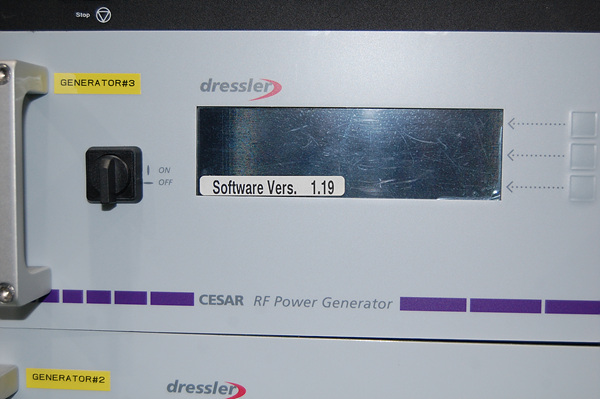 Stop
GENERATOR#3
dressler
ON
OFF
Software Vers. 1.19
CESAR RF Power Generator
GENERATOR#2
dressler